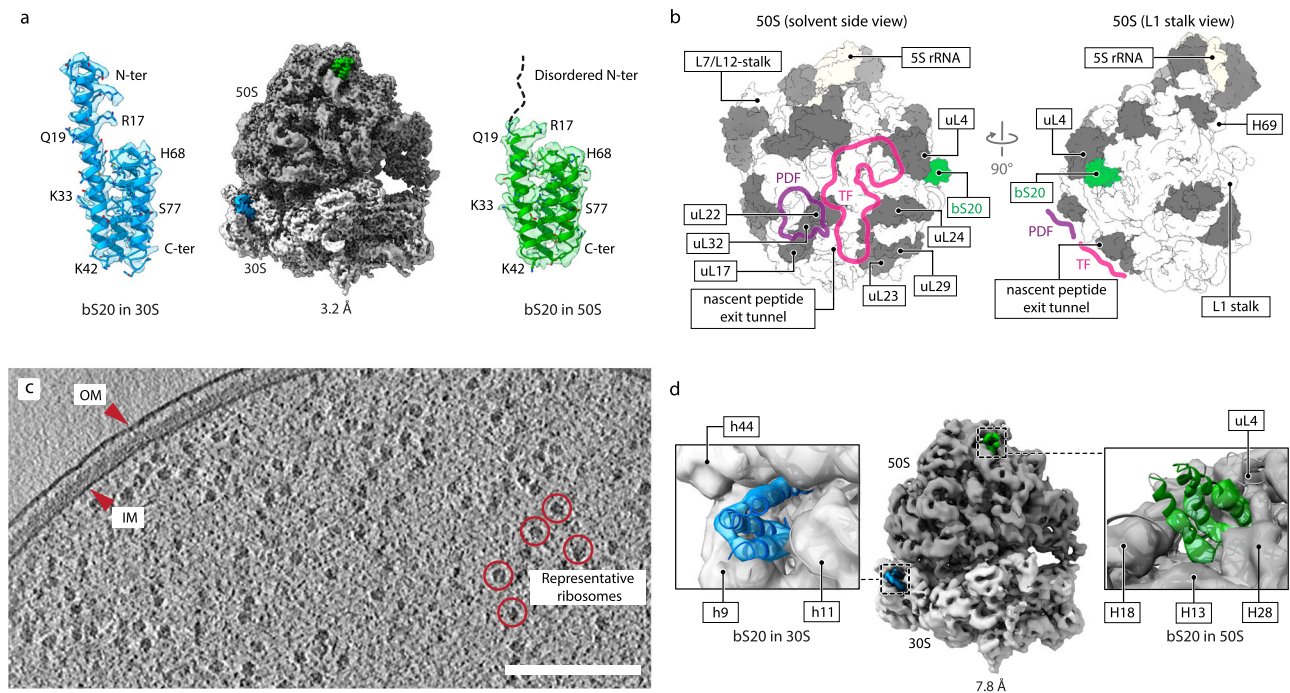 a
N-ter
R17
Q19
H68
K33
S77
C-ter
K42
bS20 in 30S
50S
30S
3.2 Å
Disordered N-ter
Q19
R17
H68
K33
S77
C-ter
K42
bS20 in 50S
b
50S (solvent side view)
L7/L12-stalk
5S rRNA
uL4
PDF
TF
bS20
uL22
uL32
uL24
uL17
uL23
uL29
nascent peptide
exit tunnel
90°
50S (L1 stalk view)
5S rRNA
uL4
H69
bS20
PDF
TF
nascent peptide
exit tunnel
L1 stalk
c
OM
IM
Representative
ribosomes
d
h44
h9
h11
bS20 in 30S
50S
30S
7.8 Å
uL4
H18
H13
H28
bS20 in 50S